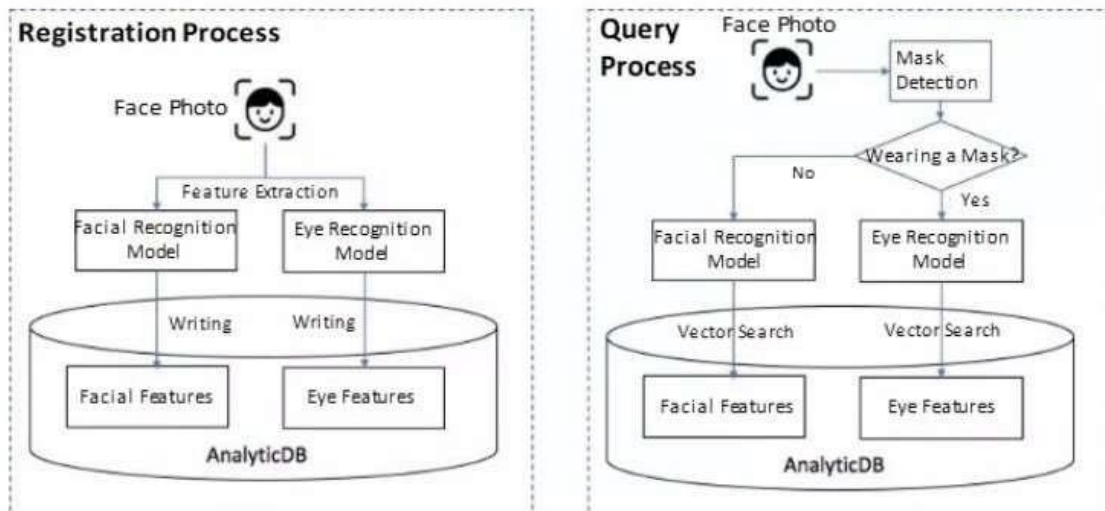 Registration Process
Face Photo
Feature Extraction
Facial Recognition
Model
Eye Recognition
Model
Writing
Writing
Facial Features
Eye Features
AnalyticDB
Query
Process
Face Photo
Mask
Detection
Wearing a Mask?
No
Yes
Facial Recognition
Model
Eye Recognition
Model
Vector Search
Vector Search
Facial Features
Eye Features
AnalyticDB